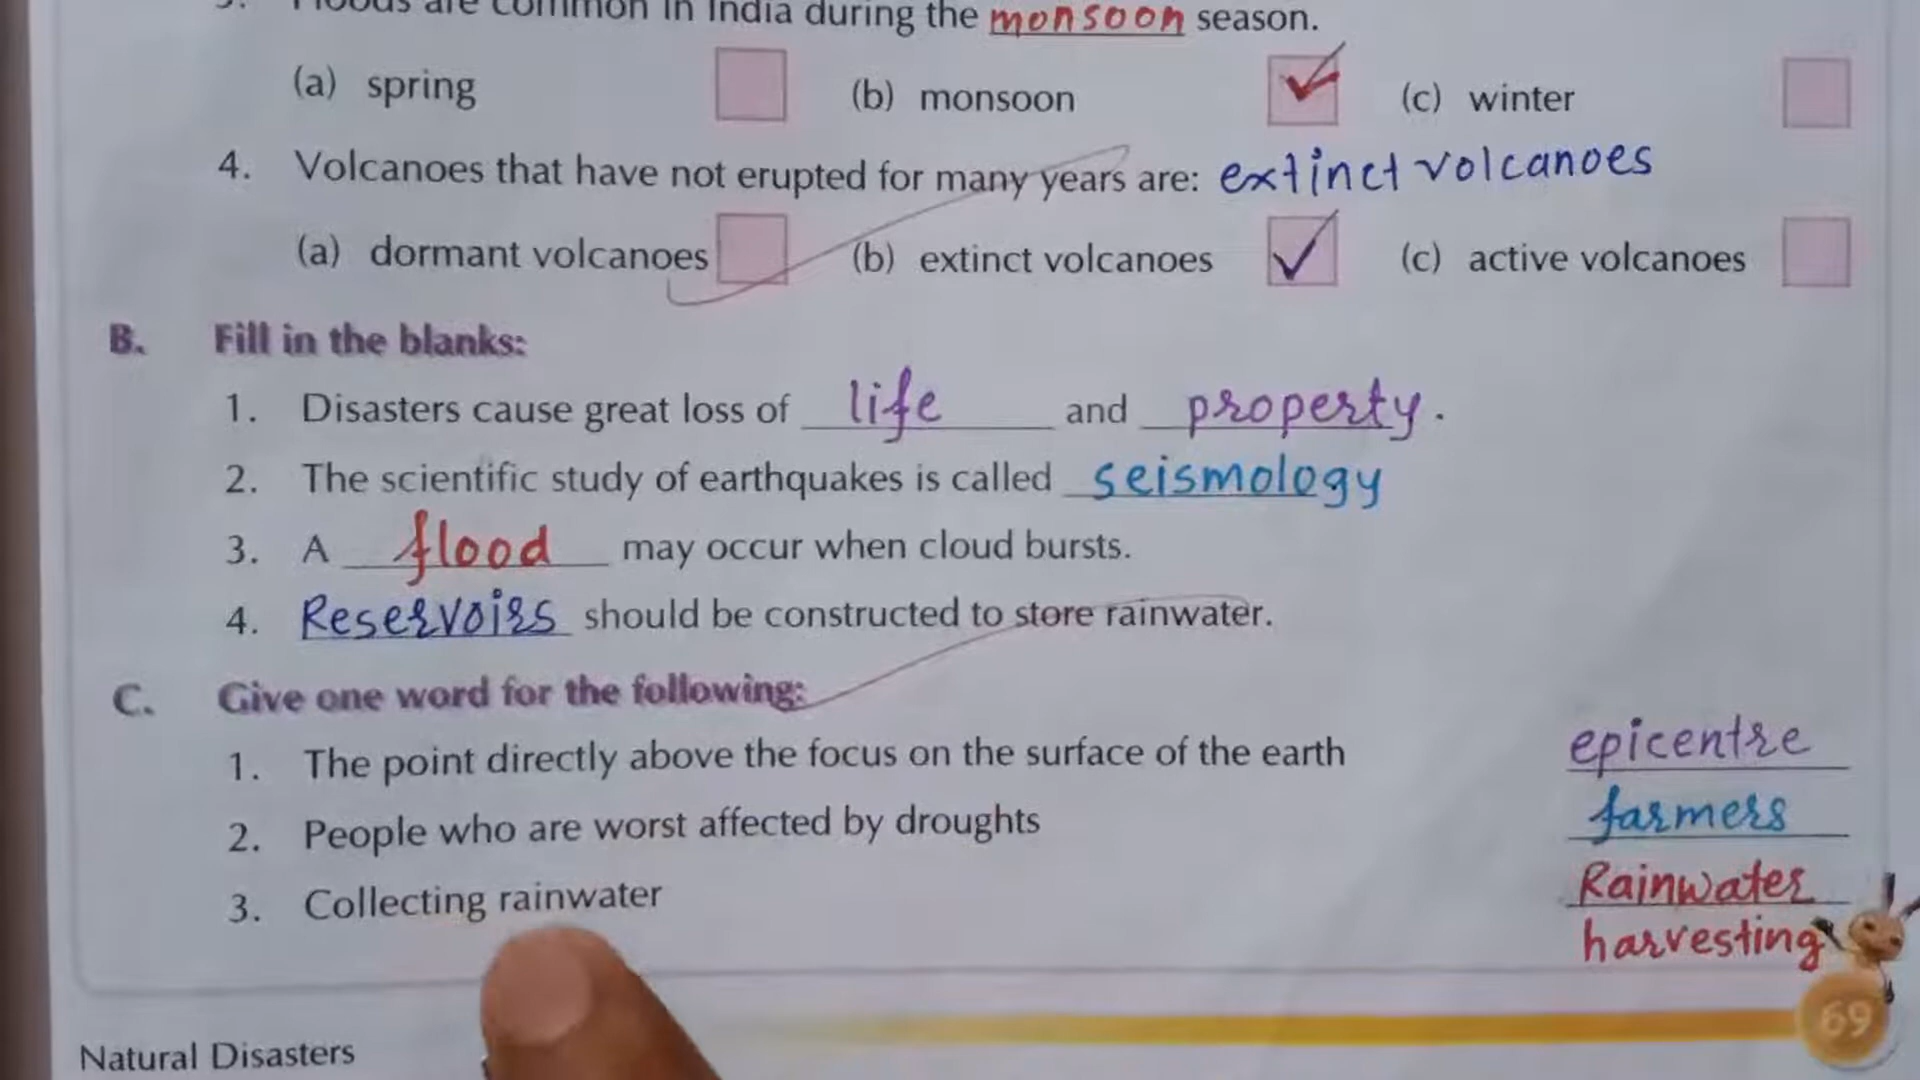 Floods are common in India during the monsoon season.
(a) spring (b) monsoon (c) winter
4. Volcanoes that have not erupted for many years are: extinct volcanoes
(a) dormant volcanoes (b) extinct volcanoes (c) active volcanoes
B. Fill in the blanks:
1. Disasters cause great loss of life and property.
2. The scientific study of earthquakes is called seismology
3. A flood may occur when cloud bursts.
4. Reservoirs should be constructed to store rainwater.
C. Give one word for the following:
1. The point directly above the focus on the surface of the earth epicentre
2. People who are worst affected by droughts farmers
3. Collecting rainwater Rainwater
harvesting
69
Natural Disasters